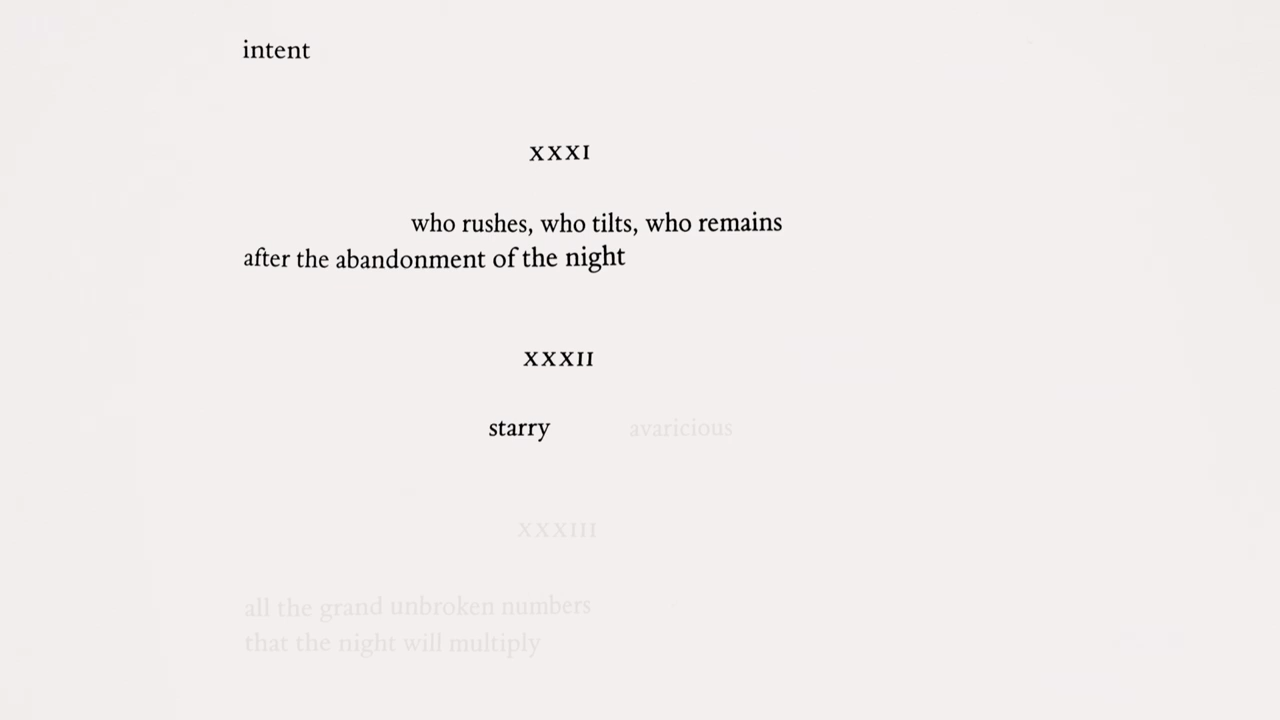 intent
XXXI
who rushes, who tilts, who remains
after the abandonment of the night
XXXII
starry avaricious
XXXIII
all the grand unbroken numbers
that the night will multiply